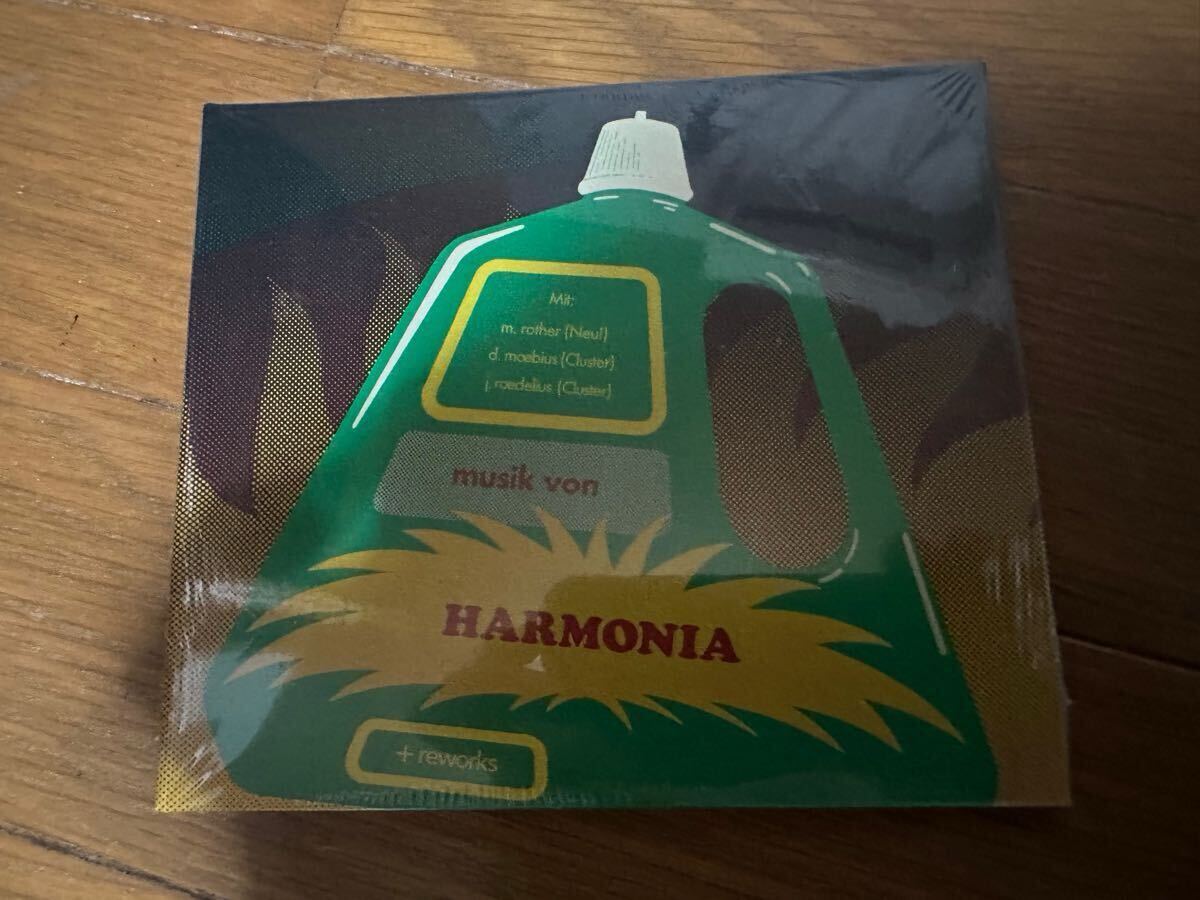 Mit:
m. rother (Neu!)
d. moebius (Cluster)
j. roedelius (Cluster)
musik von
HARMONIA
+ reworks